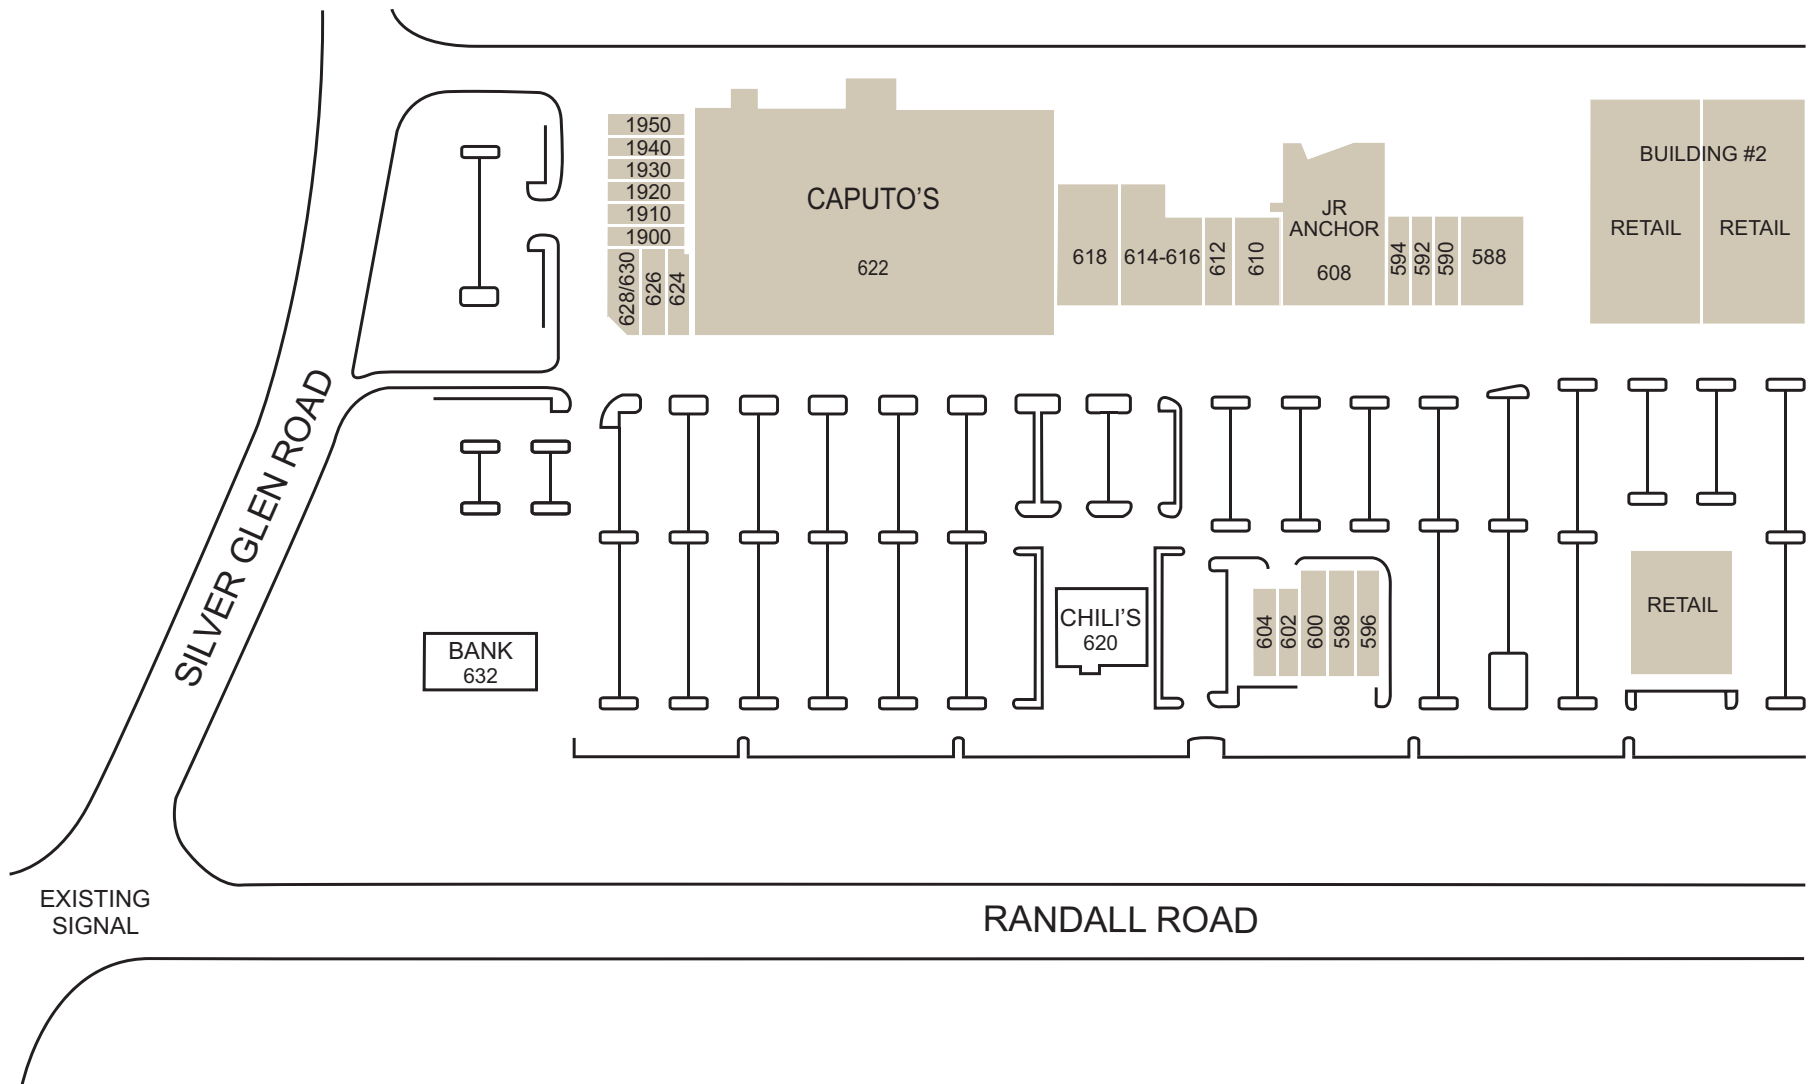 1950
1940
1930
1920
1910
1900
628/630
626
624
CAPUTO'S
622
618
614-616
612
610
JR
ANCHOR
608
594
592
590
588
BUILDING #2
RETAIL
RETAIL
SILVER GLEN ROAD
BANK
632
CHILI'S
620
604
602
600
598
596
RETAIL
EXISTING
SIGNAL
RANDALL ROAD